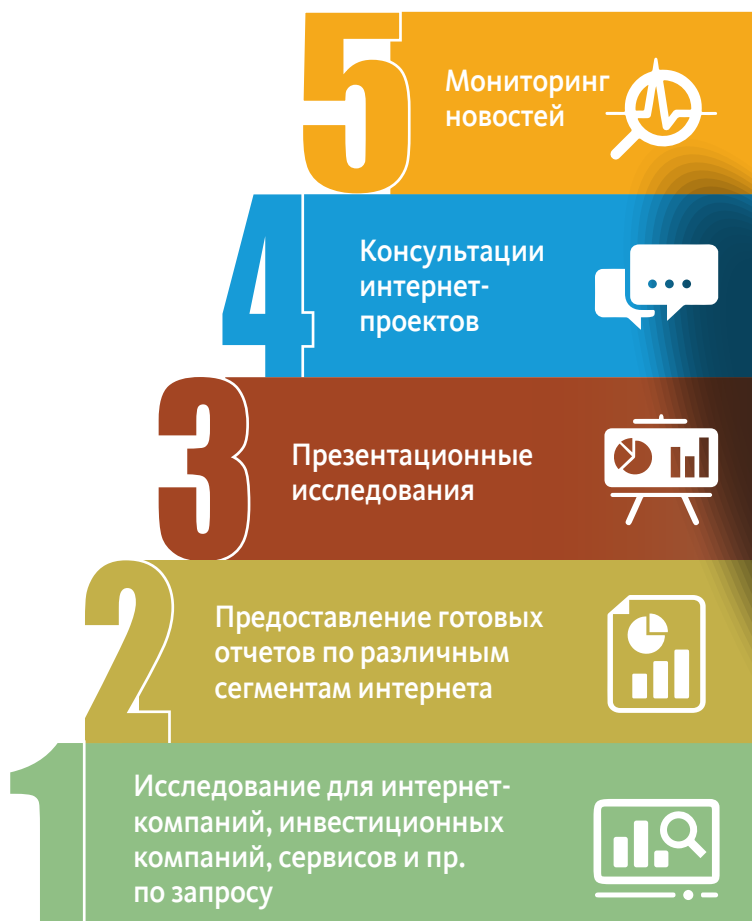 5
Мониторинг
новостей
4
Консультации
интернет-
проектов
3
Презентационные
исследования
2
Предоставление готовых
отчетов по различным
сегментам интернета
1
Исследование для интернет-
компаний, инвестиционных
компаний, сервисов и пр.
по запросу